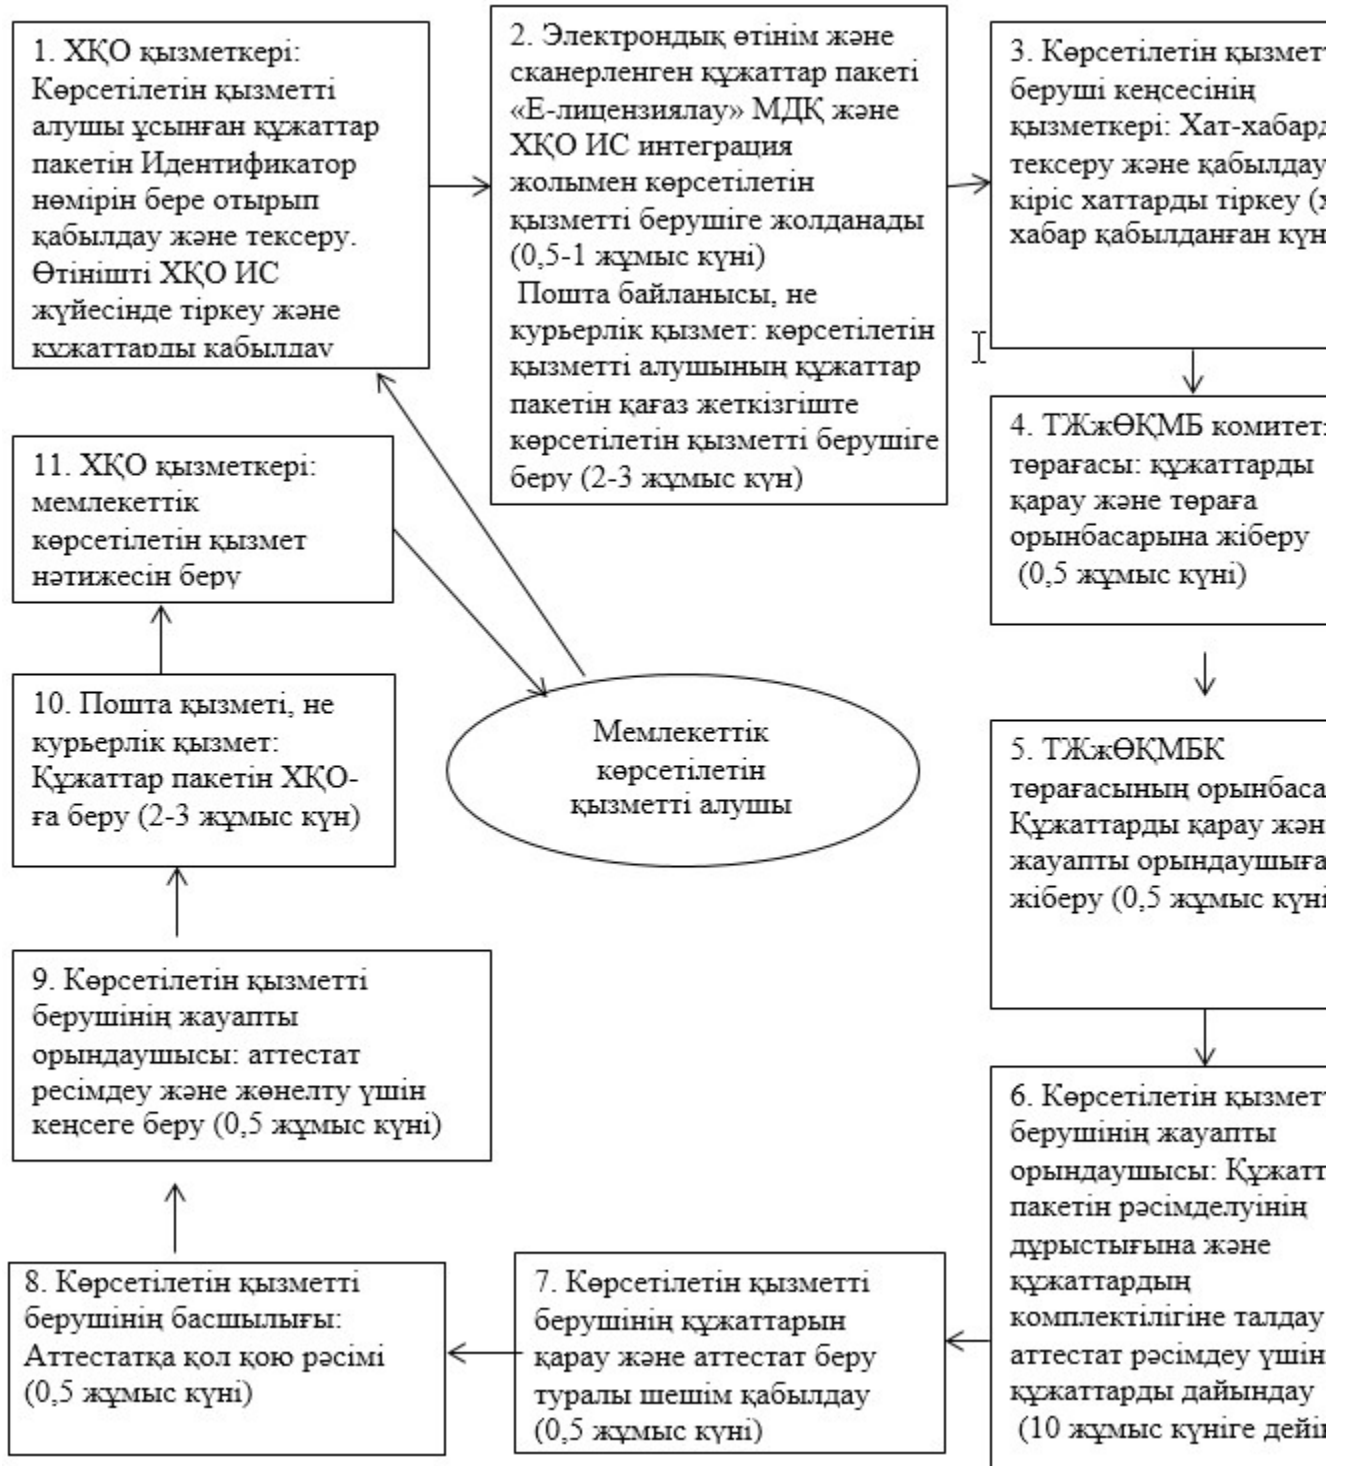 1. ХҚО қызметкері:
Көрсетілетін қызметті
алушы ұсынған құжаттар
пакетін Идентификатор
нөмірін бере отырып
қабылдау және тексеру.
Өтінішті ХҚО ИС
жүйесінде тіркеу және
құжаттарды қабылдау
2. Электрондық өтінім және
сканерленген құжаттар пакеті
«Е-лицензиялау» МДҚ және
ХҚО ИС интеграция
жолымен көрсетілетін
қызметті берушіге жолданады
(0,5-1 жұмыс күні)
Пошта байланысы, не
курьерлік қызмет: көрсетілетін
қызметті алушының құжаттар
пакетін қағаз жеткізгіште
көрсетілетін қызметті берушіге
беру (2-3 жұмыс күн)
3. Көрсетілетін
беруші кеңсесінің
қызметкері:
тексеру және қабылдау
кіріс хаттарды тіркеу
хабар қабылданған
4. ТЖжӨҚМБ
төрағасы: құжаттарды
қарау және төраға
орынбасарына жіберу
(0,5 жұмыс күні)
5. ТЖжӨҚМБК
төрағасының
Құжаттарды қарау
жауапты орындаушыға
жіберу (0,5 жұмыс күні
6. Көрсетілетін
берушінің жауапты
орындаушысы:
пакетін рәсімделуінің
дұрыстығына және
құжаттардың
комплектілігіне талдау
аттестат рәсімдеу үшін
құжаттарды дайындау
(10 жұмыс күніге
7. Көрсетілетін қызметті
берушінің құжаттарын
қарау және аттестат беру
туралы шешім қабылдау
(0,5 жұмыс күні)
8. Көрсетілетін қызметті
берушінің басшылығы:
Аттестатқа қол қою рәсімі
(0,5 жұмыс күні)
9. Көрсетілетін қызметті
берушінің жауапты
орындаушысы: аттестат
ресімдеу және жөнелту үшін
кеңсеге беру (0,5 жұмыс күні)
10. Пошта қызметі, не
курьерлік қызмет:
Құжаттар пакетін ХҚО-
ға беру (2-3 жұмыс күн)
11. ХҚО қызметкері:
мемлекеттік
көрсетілетін қызмет
нәтижесін беру
Мемлекеттік
көрсетілетін
қызметті алушы